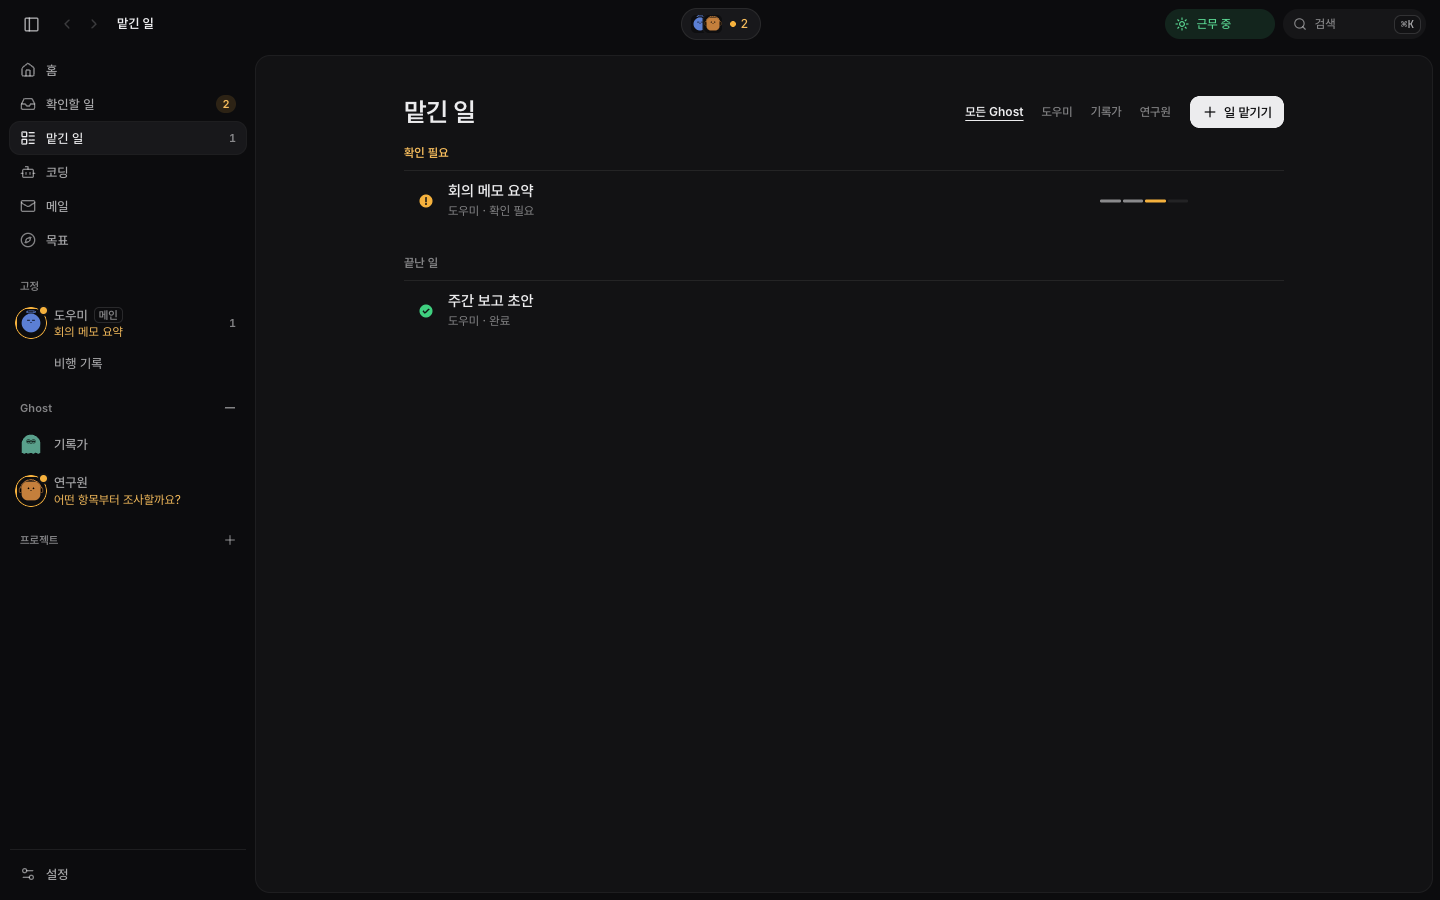 맡긴 일
2
근무 중
검색
⌘K
홈
확인할 일
2
맡긴 일
1
코딩
메일
목표
고정
도우미
메인
회의 메모 요약
1
비행 기록
Ghost
기록가
연구원
어떤 항목부터 조사할까요?
프로젝트
설정
맡긴 일
모든 Ghost
도우미
기록가
연구원
일 맡기기
확인 필요
회의 메모 요약
도우미 · 확인 필요
끝난 일
주간 보고 초안
도우미 · 완료